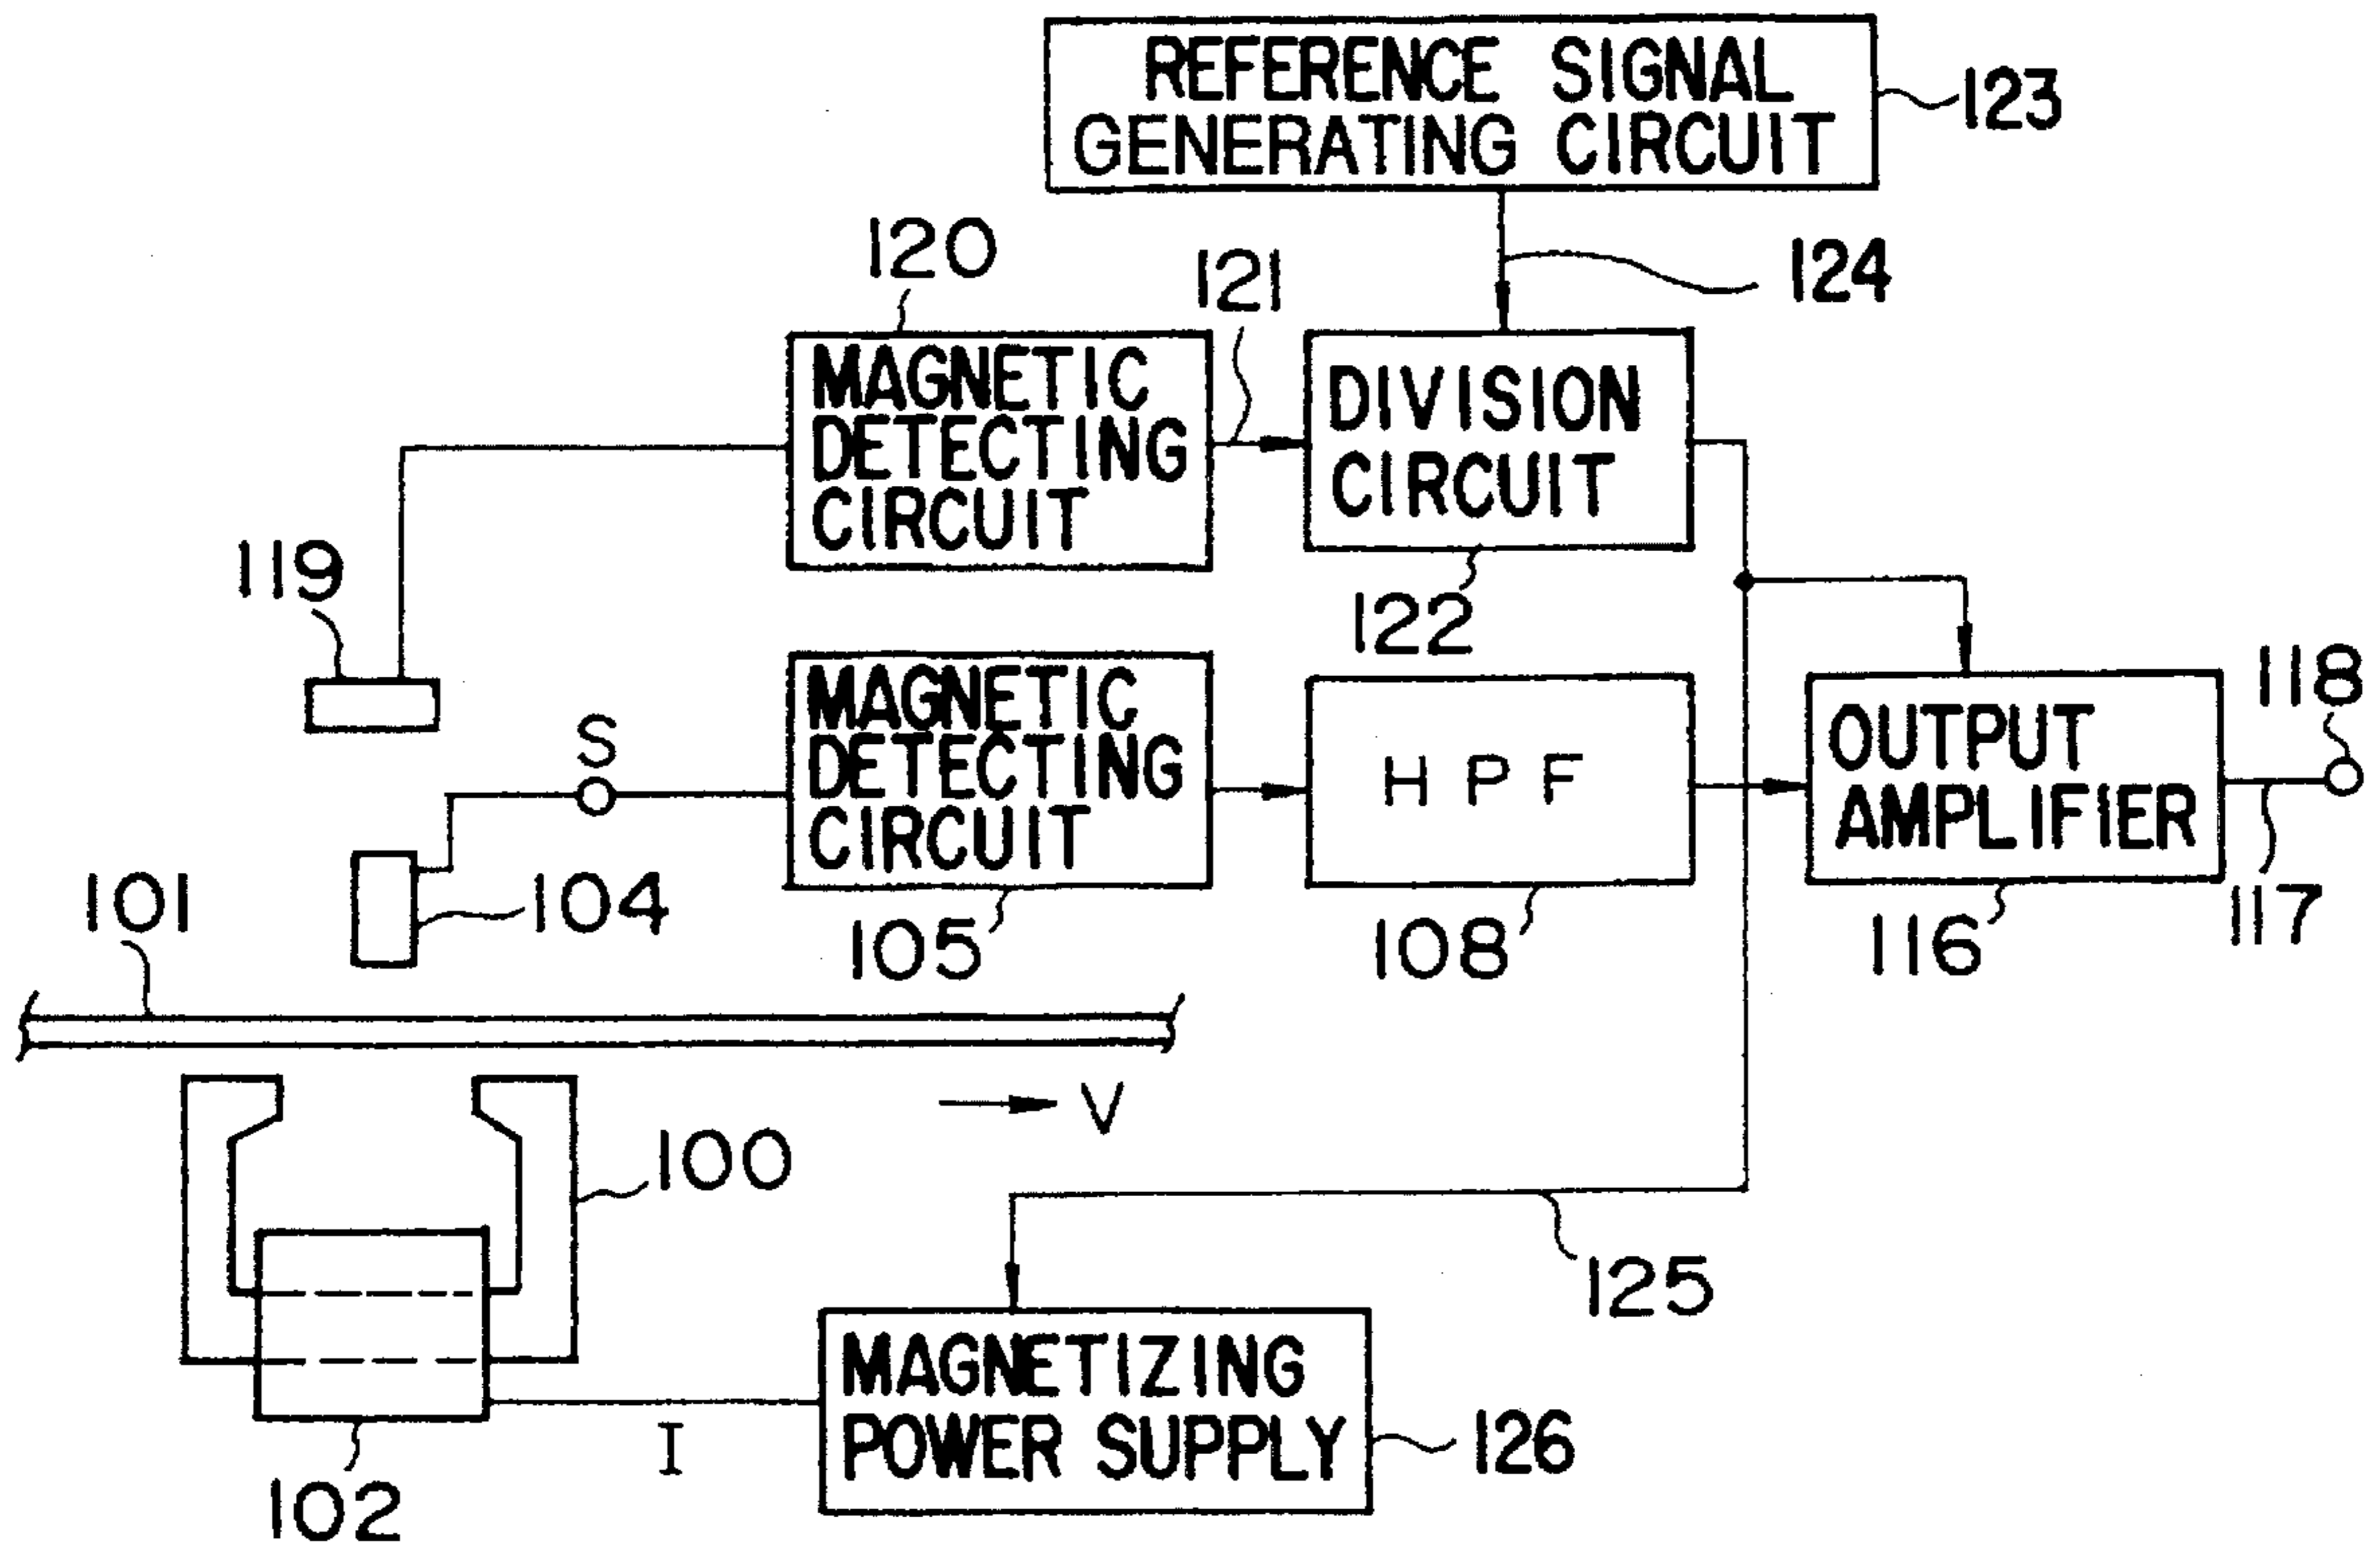 REFERENCE SIGNAL
GENERATING CIRCUIT
123
124
120
121
MAGNETIC
DETECTING
CIRCUIT
DIVISION
CIRCUIT
122
119
S
MAGNETIC
DETECTING
CIRCUIT
105
H P F
108
OUTPUT
AMPLIFIER
116
118
117
101
104
V
100
125
102
I
MAGNETIZING
POWER SUPPLY
126